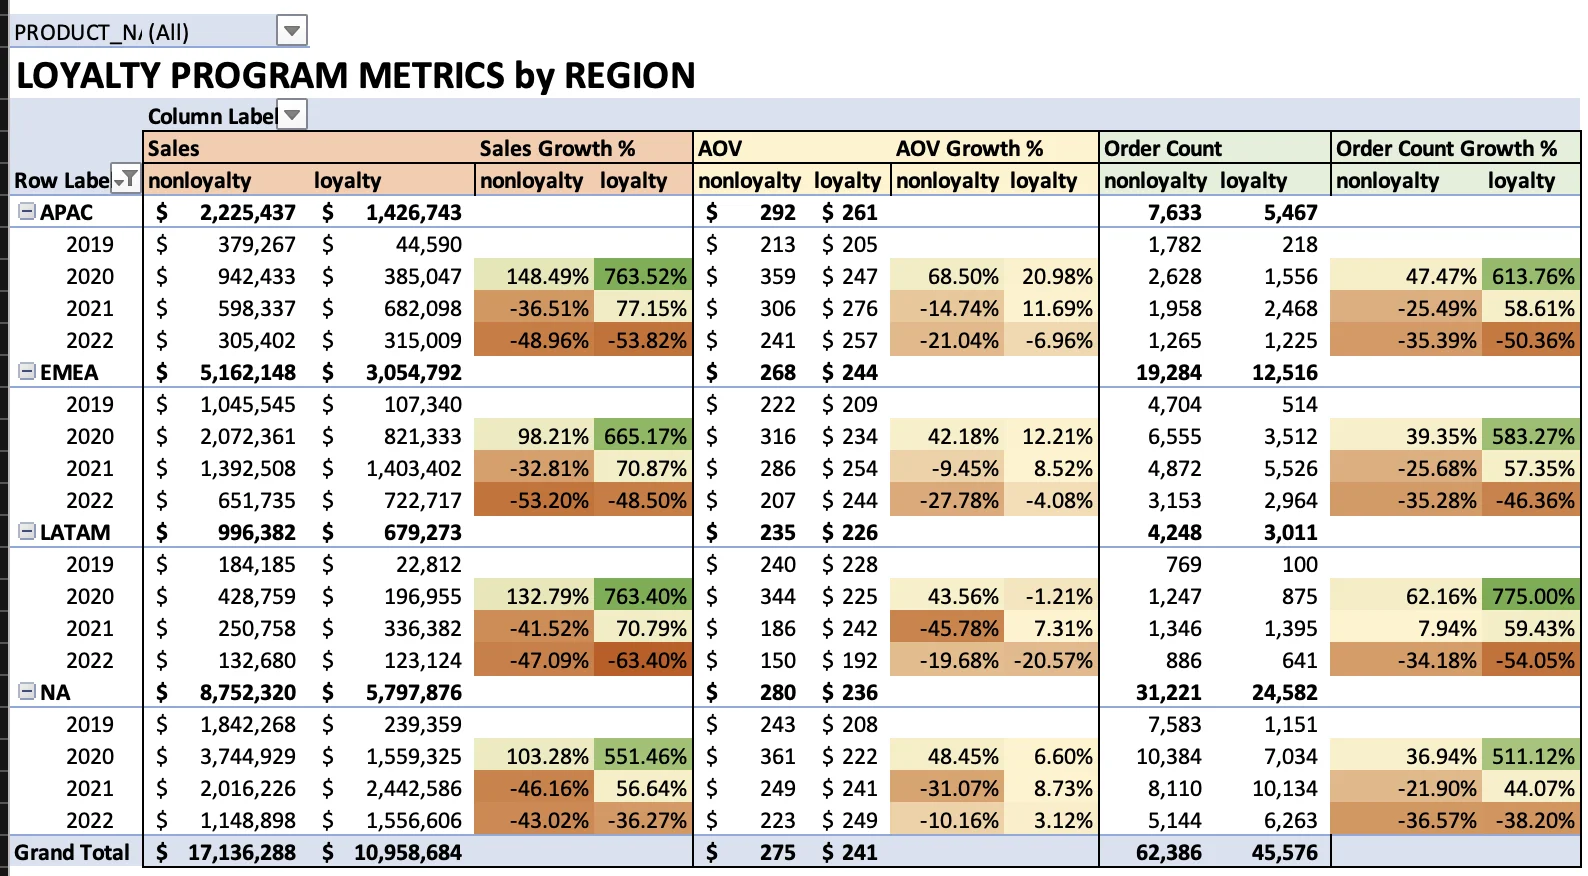 PRODUCT_NA (All)
LOYALTY PROGRAM METRICS by REGION
Column Label
Sales Sales Growth % AOV AOV Growth % Order Count Order Count Growth %
Row Labe nonloyalty loyalty nonloyalty loyalty nonloyalty loyalty nonloyalty loyalty nonloyalty loyalty nonloyalty loyalty
APAC $ 2,225,437 $ 1,426,743 $ 292 $ 261 7,633 5,467
2019 $ 379,267 $ 44,590 $ 213 $ 205 1,782 218
2020 $ 942,433 $ 385,047 148.49% 763.52% $ 359 $ 247 68.50% 20.98% 2,628 1,556 47.47% 613.76%
2021 $ 598,337 $ 682,098 -36.51% 77.15% $ 306 $ 276 -14.74% 11.69% 1,958 2,468 -25.49% 58.61%
2022 $ 305,402 $ 315,009 -48.96% -53.82% $ 241 $ 257 -21.04% -6.96% 1,265 1,225 -35.39% -50.36%
EMEA $ 5,162,148 $ 3,054,792 $ 268 $ 244 19,284 12,516
2019 $ 1,045,545 $ 107,340 $ 222 $ 209 4,704 514
2020 $ 2,072,361 $ 821,333 98.21% 665.17% $ 316 $ 234 42.18% 12.21% 6,555 3,512 39.35% 583.27%
2021 $ 1,392,508 $ 1,403,402 -32.81% 70.87% $ 286 $ 254 -9.45% 8.52% 4,872 5,526 -25.68% 57.35%
2022 $ 651,735 $ 722,717 -53.20% -48.50% $ 207 $ 244 -27.78% -4.08% 3,153 2,964 -35.28% -46.36%
LATAM $ 996,382 $ 679,273 $ 235 $ 226 4,248 3,011
2019 $ 184,185 $ 22,812 $ 240 $ 228 769 100
2020 $ 428,759 $ 196,955 132.79% 763.40% $ 344 $ 225 43.56% -1.21% 1,247 875 62.16% 775.00%
2021 $ 250,758 $ 336,382 -41.52% 70.79% $ 186 $ 242 -45.78% 7.31% 1,346 1,395 7.94% 59.43%
2022 $ 132,680 $ 123,124 -47.09% -63.40% $ 150 $ 192 -19.68% -20.57% 886 641 -34.18% -54.05%
NA $ 8,752,320 $ 5,797,876 $ 280 $ 236 31,221 24,582
2019 $ 1,842,268 $ 239,359 $ 243 $ 208 7,583 1,151
2020 $ 3,744,929 $ 1,559,325 103.28% 551.46% $ 361 $ 222 48.45% 6.60% 10,384 7,034 36.94% 511.12%
2021 $ 2,016,226 $ 2,442,586 -46.16% 56.64% $ 249 $ 241 -31.07% 8.73% 8,110 10,134 -21.90% 44.07%
2022 $ 1,148,898 $ 1,556,606 -43.02% -36.27% $ 223 $ 249 -10.16% 3.12% 5,144 6,263 -36.57% -38.20%
Grand Total $ 17,136,288 $ 10,958,684 $ 275 $ 241 62,386 45,576